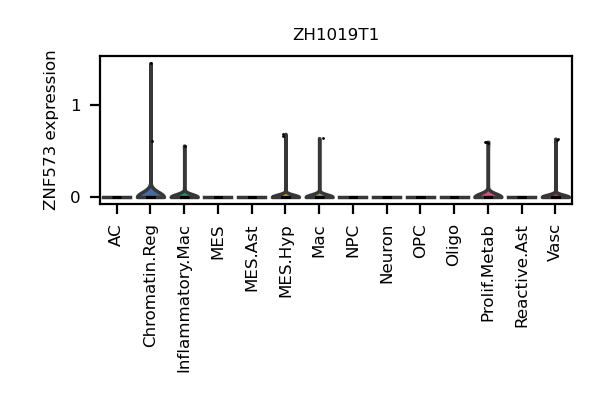 ZH1019T1
ZNF573 expression
1
0
AC
Chromatin.Reg
Inflammatory.Mac
MES
MES.Ast
MES.Hyp
Mac
NPC
Neuron
OPC
Oligo
Prolif.Metab
Reactive.Ast
Vasc